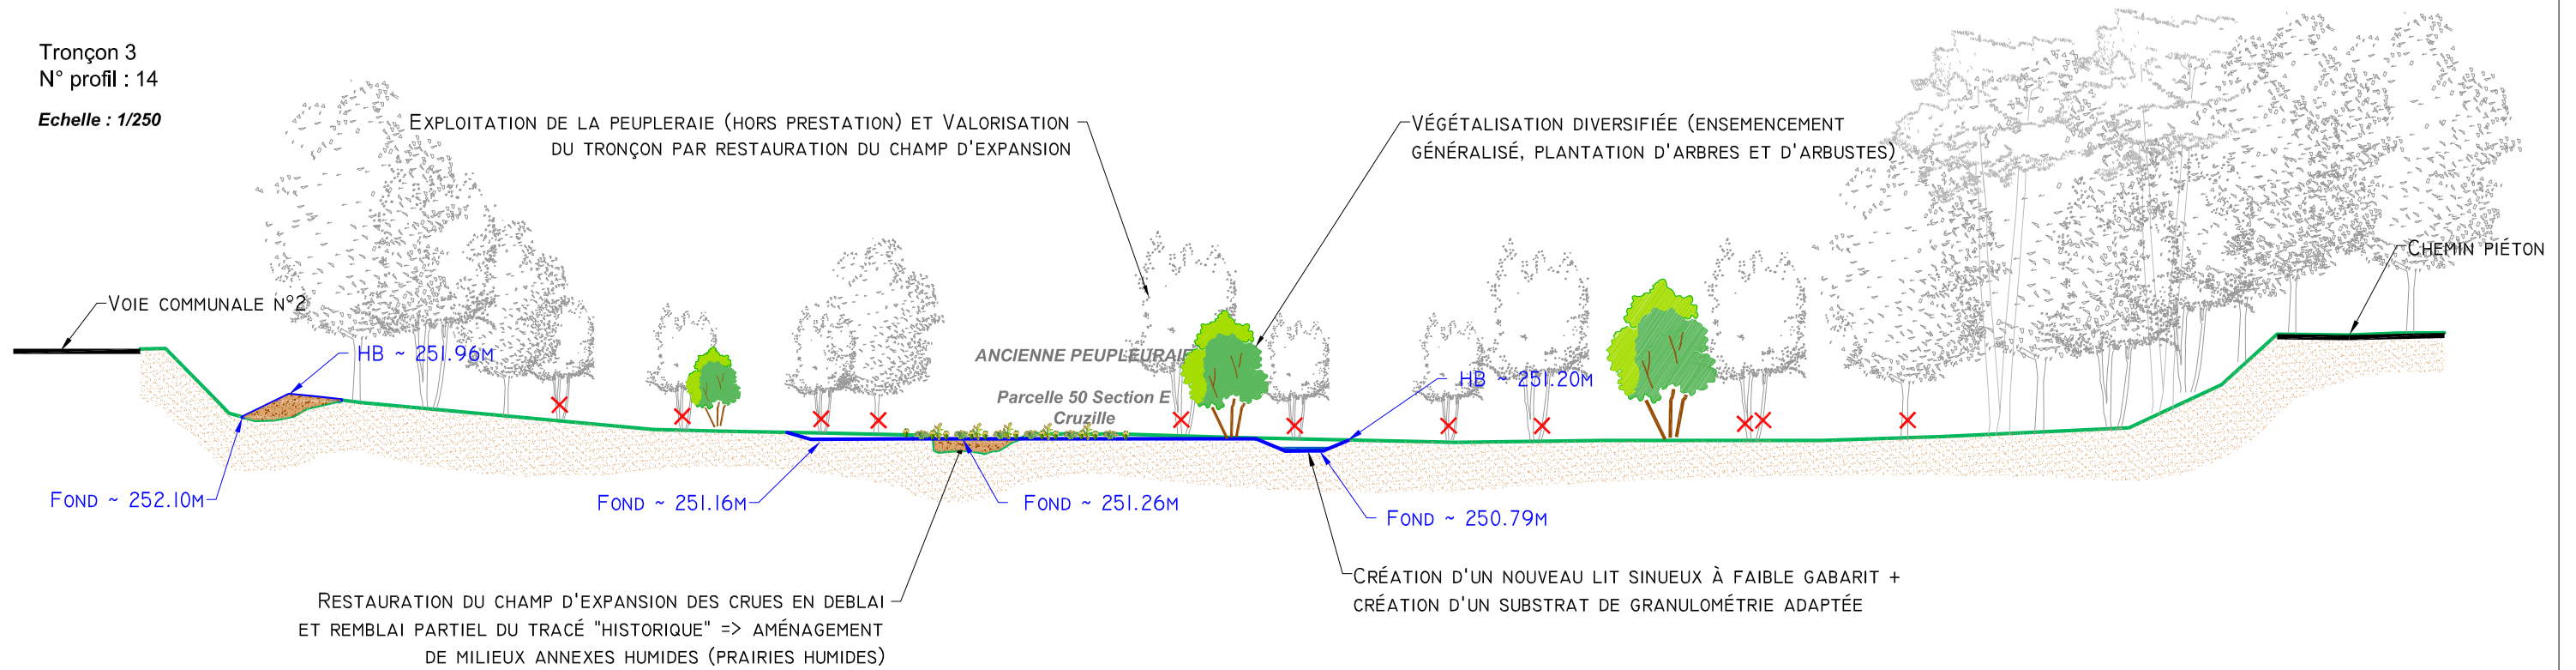 Tronçon 3
N° profil : 14
Echelle : 1/250
EXPLOITATION DE LA PEUPLERAIE (HORS PRESTATION) ET VALORISATION
DU TRONÇON PAR RESTAURATION DU CHAMP D'EXPANSION
VÉGÉTALISATION DIVERSIFIÉE (ENSEMENCEMENT
GÉNÉRALISÉ, PLANTATION D'ARBRES ET D'ARBUSTES)
CHEMIN PIÉTON
VOIE COMMUNALE N°2
HB ~ 251.96M
ANCIENNE PEUPLEURAIE
HB ~ 251.20M
Parcelle 50 Section E
Cruzille
FOND ~ 252.10M
FOND ~ 251.16M
FOND ~ 251.26M
FOND ~ 250.79M
CRÉATION D'UN NOUVEAU LIT SINUEUX À FAIBLE GABARIT +
CRÉATION D'UN SUBSTRAT DE GRANULOMÉTRIE ADAPTÉE
RESTAURATION DU CHAMP D'EXPANSION DES CRUES EN DEBLAI
ET REMBLAI PARTIEL DU TRACÉ "HISTORIQUE" => AMÉNAGEMENT
DE MILIEUX ANNEXES HUMIDES (PRAIRIES HUMIDES)